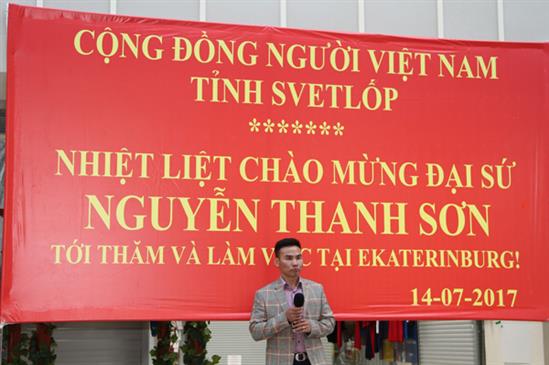 CỘNG ĐỒNG NGƯỜI VIỆT NAM
TỈNH SVETLỐP
*******
NHIỆT LIỆT CHÀO MỪNG ĐẠI SỨ
NGUYỄN THANH SƠN
TỚI THĂM VÀ LÀM VIỆC TẠI EKATERINBURG!
14-07-2017